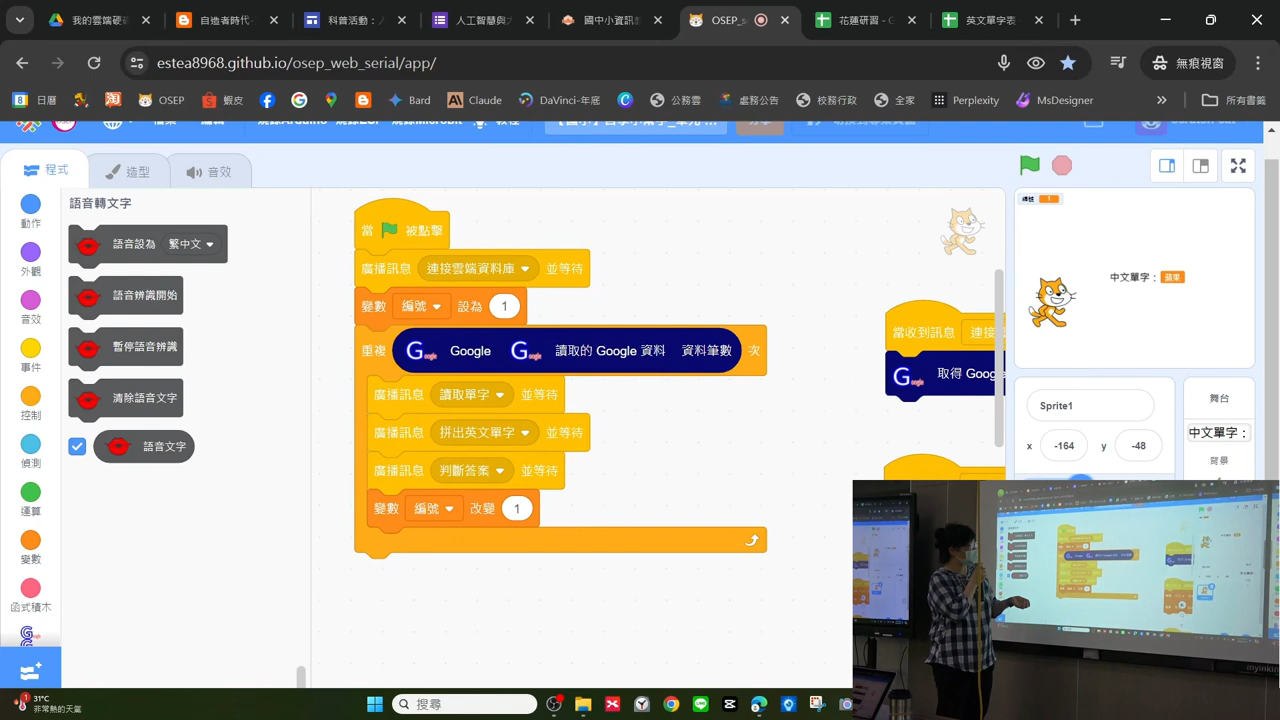 我的雲端硬
自造者時代-
科普活動：
人工智慧與
國中小資訊
OSEP_s
花蓮研習 - G
英文單字表
estea8968.github.io/osep_web_serial/app/
無痕視窗
日曆
淘
OSEP
蝦皮
Bard
Claude
DaVinci-年底
公務雲
處務公告
校務行政
全家
Perplexity
MsDesigner
所有書籤
程式
造型
音效
動作
外觀
音效
事件
控制
偵測
運算
變數
函式積木
語音轉文字
語音設為 繁中文
語音辨識開始
暫停語音辨識
清除語音文字
語音文字
當 被點擊
廣播訊息 連接雲端資料庫 並等待
變數 編號 設為 1
重複 Google Google 讀取的 Google 資料 資料筆數 次
廣播訊息 讀取單字 並等待
廣播訊息 拼出英文單字 並等待
廣播訊息 判斷答案 並等待
變數 編號 改變 1
當收到訊息 連接
Google 取得 Goog
編號 1
中文單字： 蘋果
Sprite1
x -164 y -48
舞台
中文單字：
背景
31°C
非常熱的天氣
搜尋